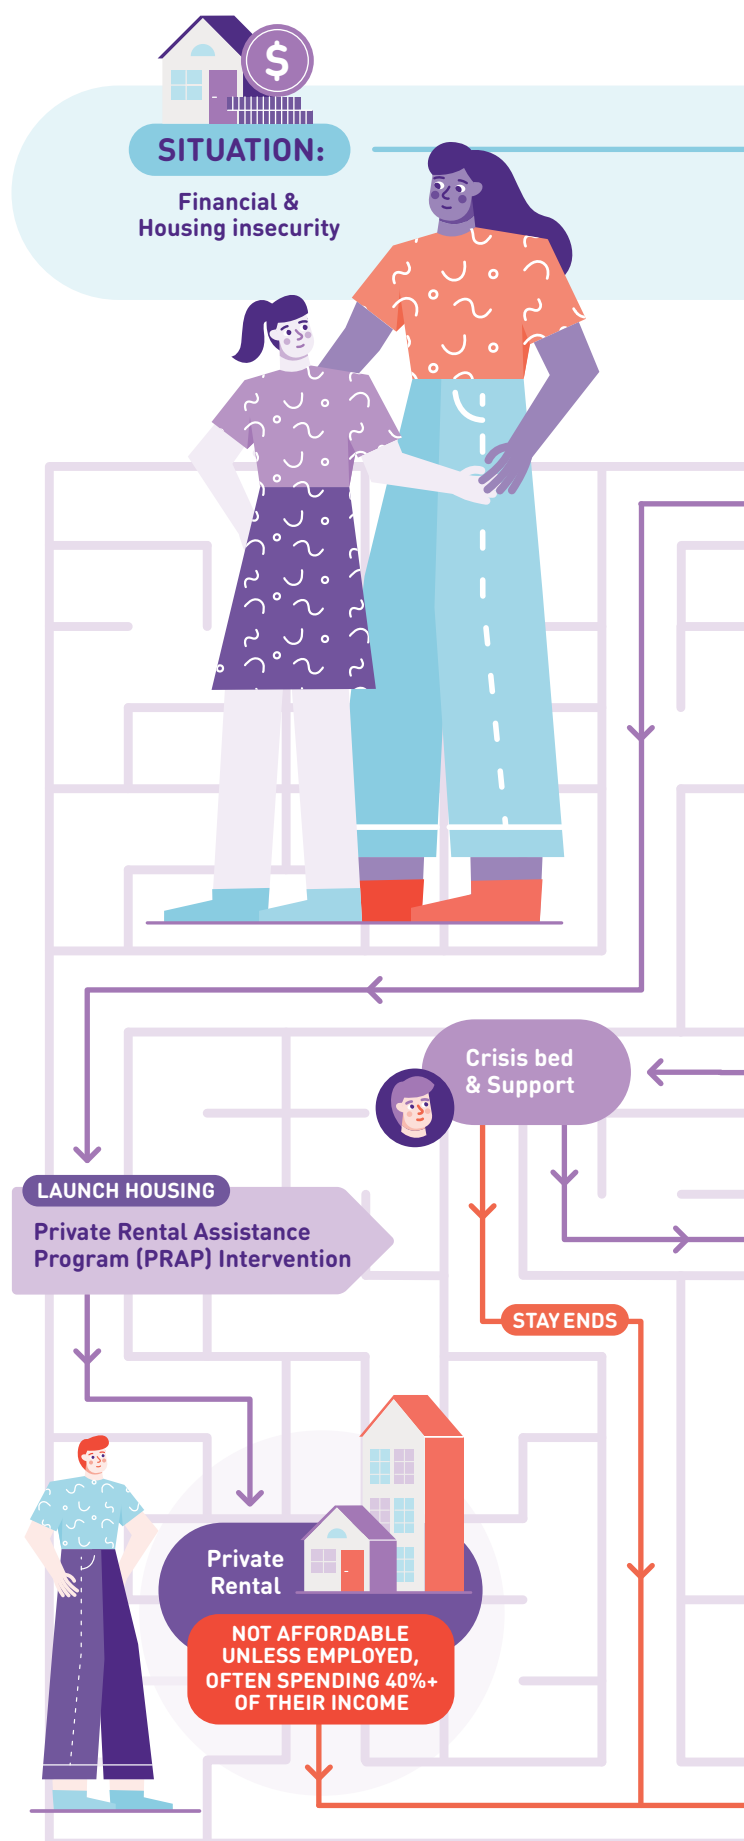 $
SITUATION:
Financial &
Housing insecurity
Crisis bed
& Support
LAUNCH HOUSING
Private Rental Assistance
Program (PRAP) Intervention
STAY ENDS
Private
Rental
NOT AFFORDABLE
UNLESS EMPLOYED,
OFTEN SPENDING 40%+
OF THEIR INCOME